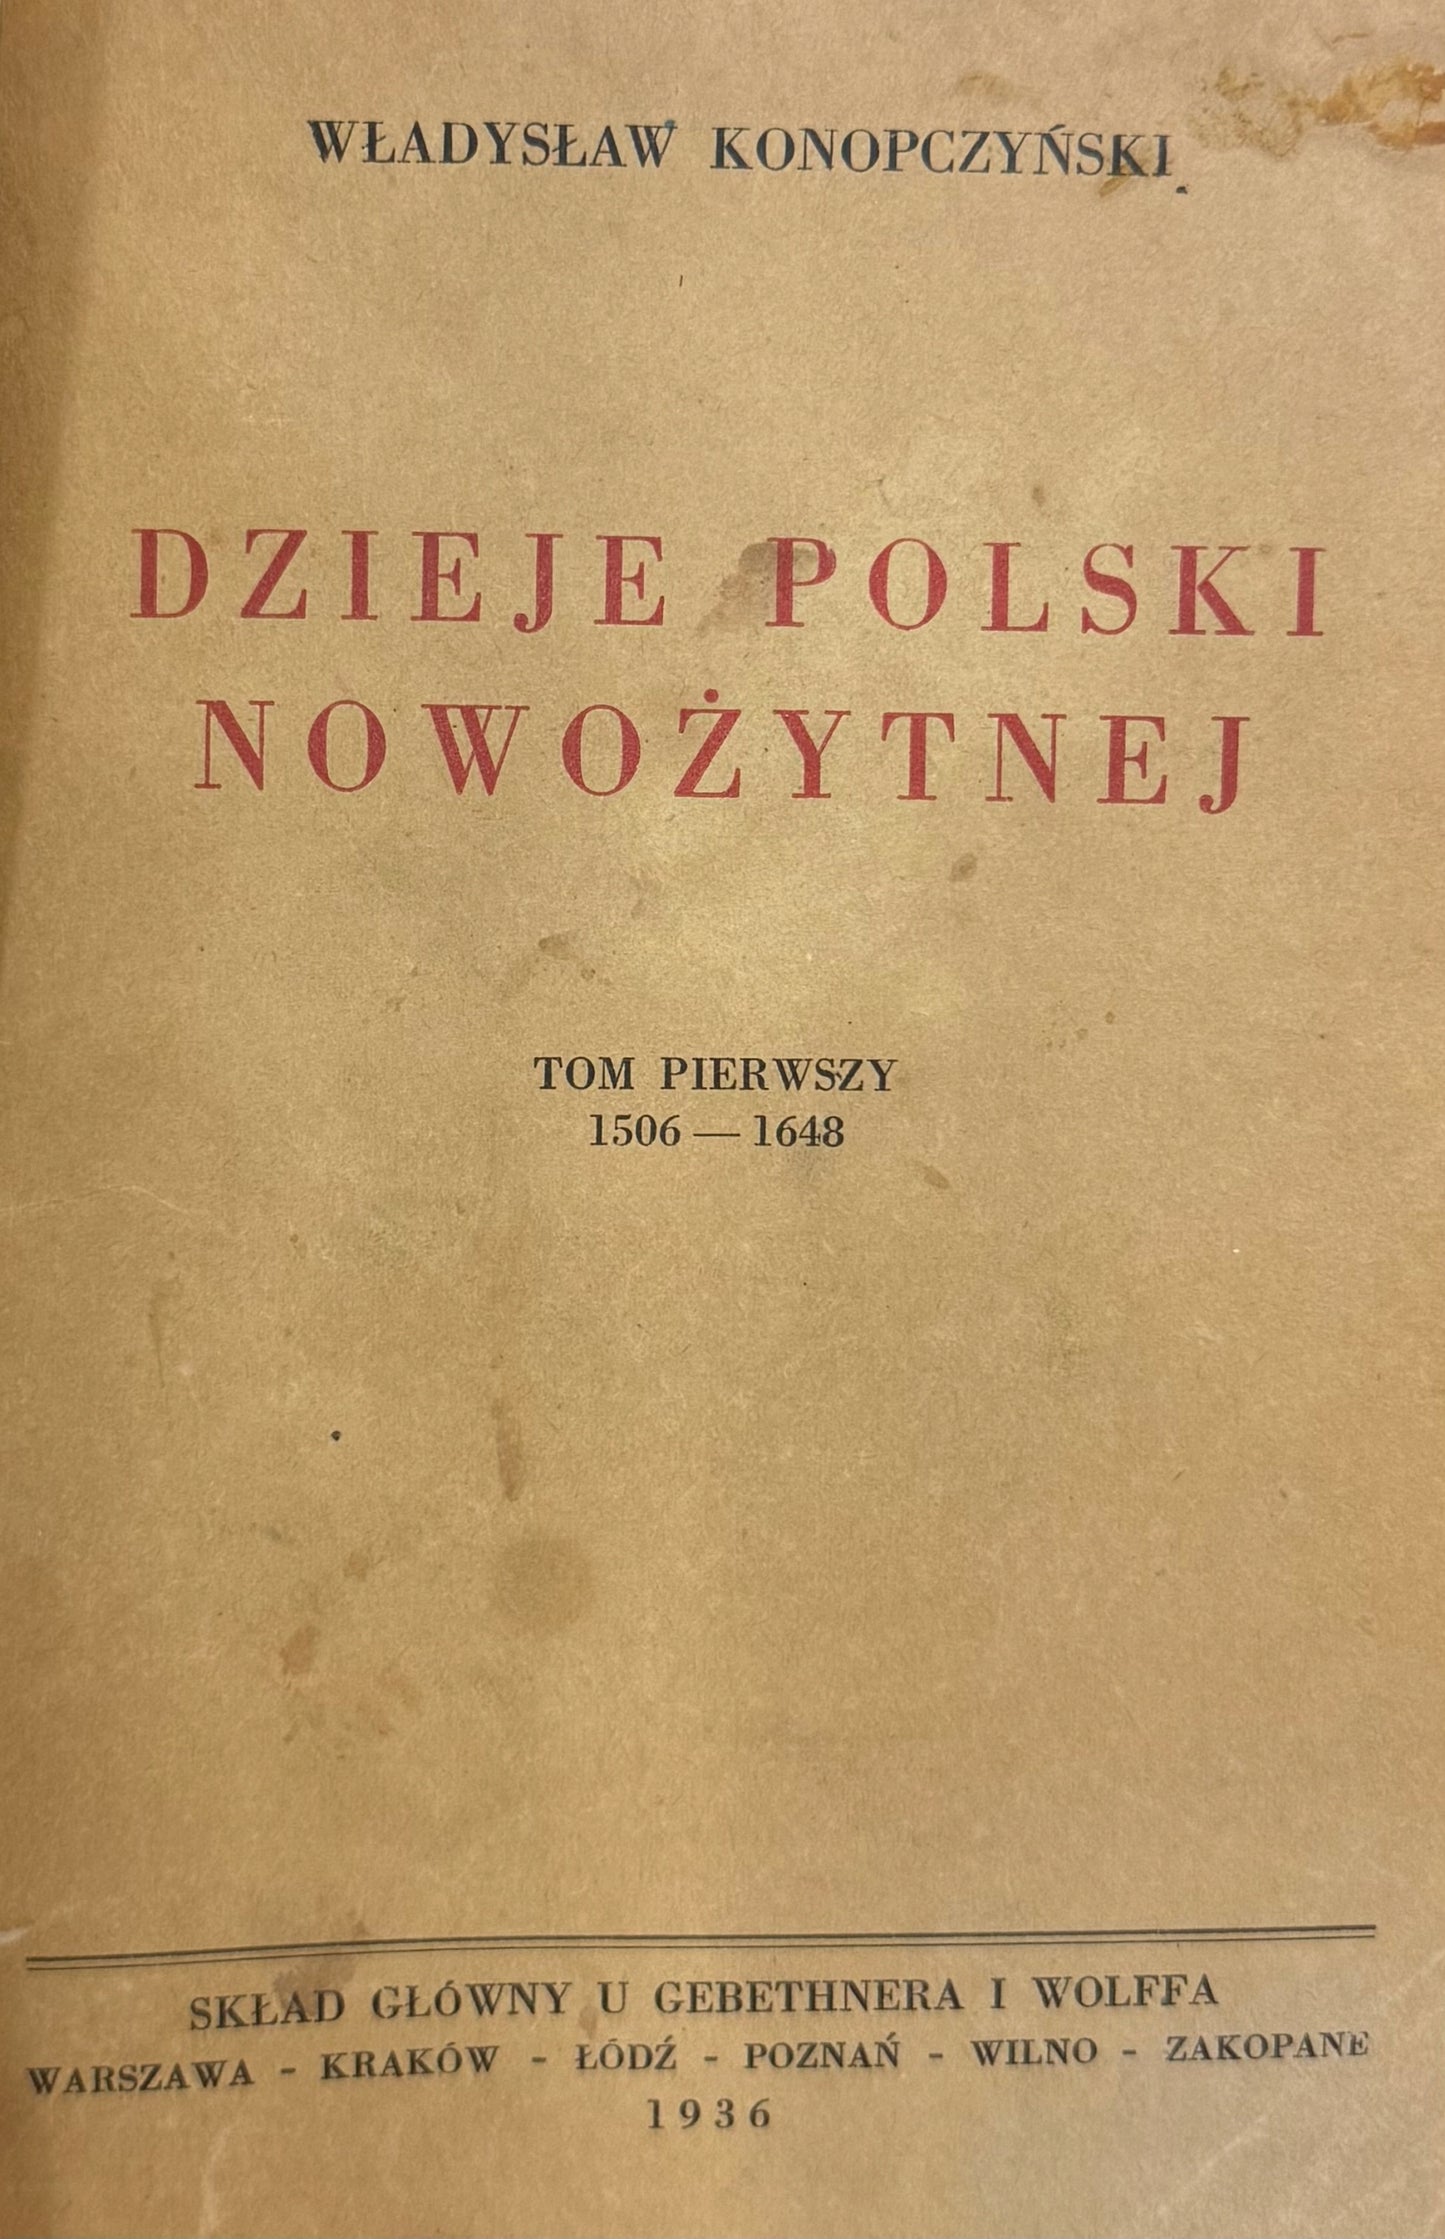 WŁADYSŁAW KONOPCZYŃSKI
DZIEJE POLSKI
NOWOŻYTNEJ
TOM PIERWSZY
1506 — 1648
SKŁAD GŁÓWNY U GEBETHNERA I WOLFFA
WARSZAWA - KRAKÓW - ŁÓDŹ - POZNAŃ - WILNO - ZAKOPANE
1936